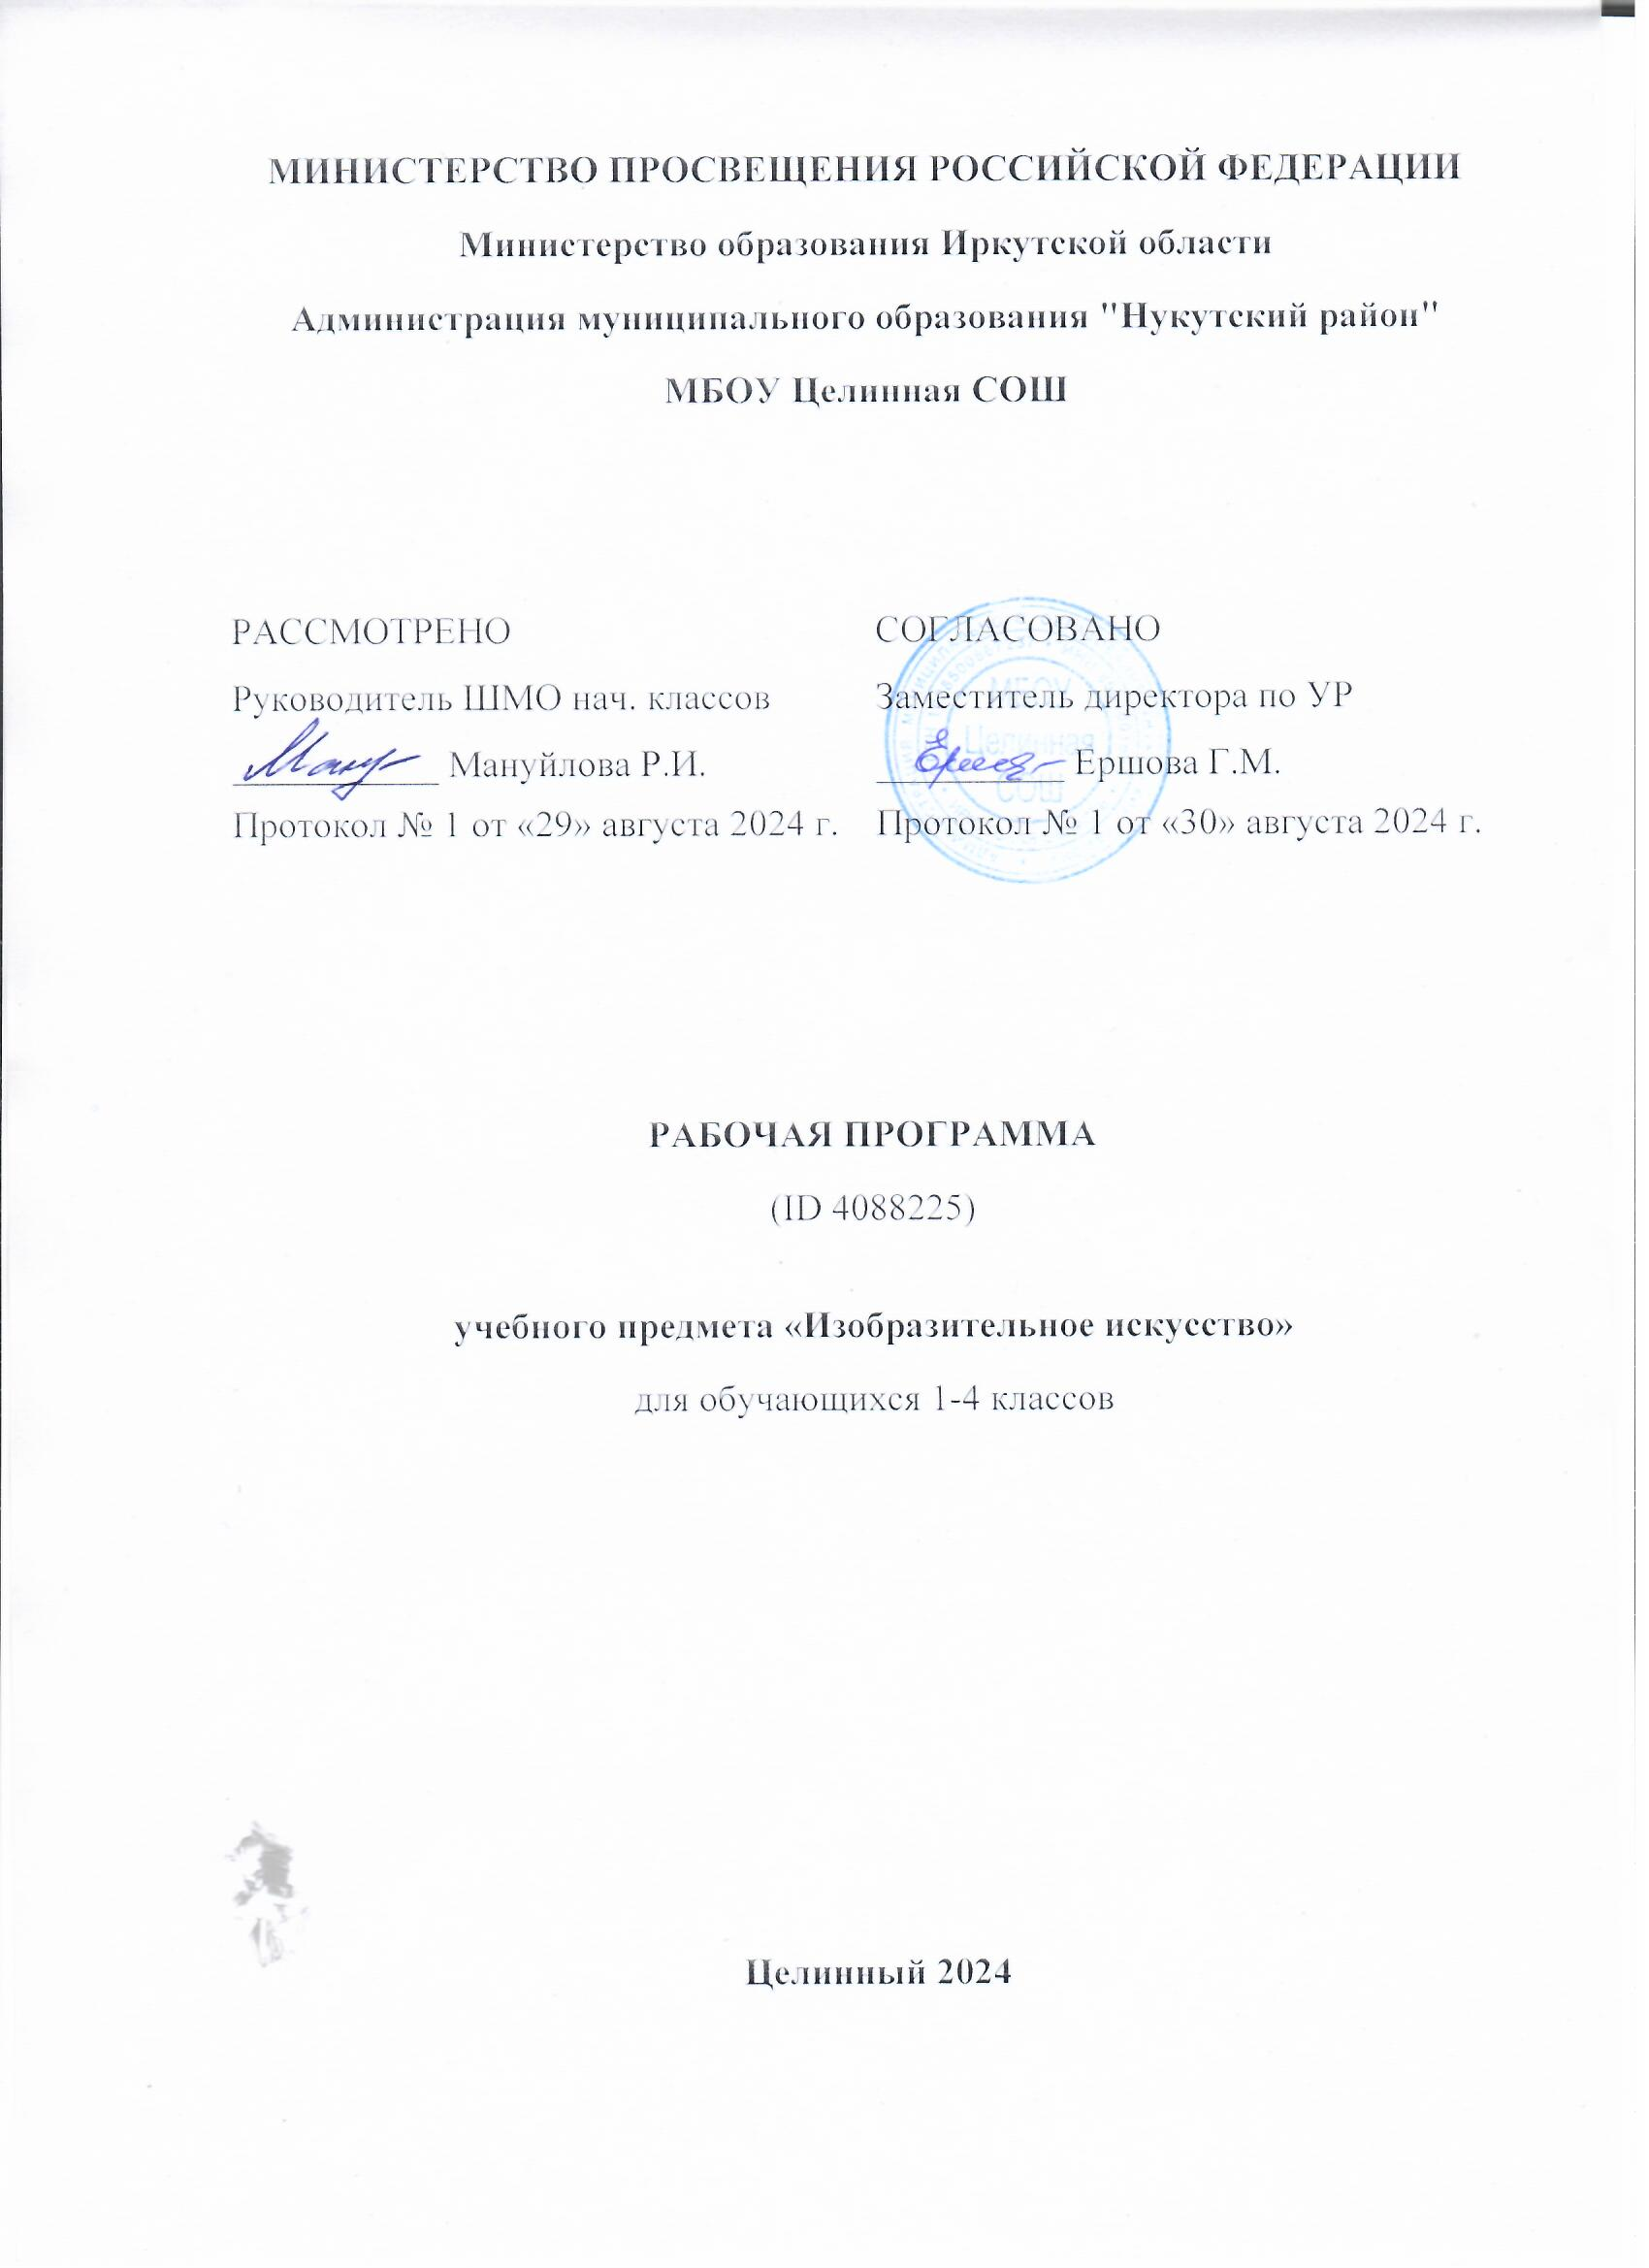 МИНИСТЕРСТВО ПРОСВЕЩЕНИЯ РОССИЙСКОЙ ФЕДЕРАЦИИ
Министерство образования Иркутской области
Администрация муниципального образования "Нукутский район"
МБОУ Целинная СОШ
РАССМОТРЕНО
Руководитель ШМО нач. классов
Мануйлова Р.И.
Протокол № 1 от «29» августа 2024 г.
СОГЛАСОВАНО
Заместитель директора по УР
Ершова Г.М.
Протокол № 1 от «30» августа 2024 г.
МБОУ
Целинная
СОШ
РАБОЧАЯ ПРОГРАММА
(ID 4088225)
учебного предмета «Изобразительное искусство»
для обучающихся 1-4 классов
Целинный 2024